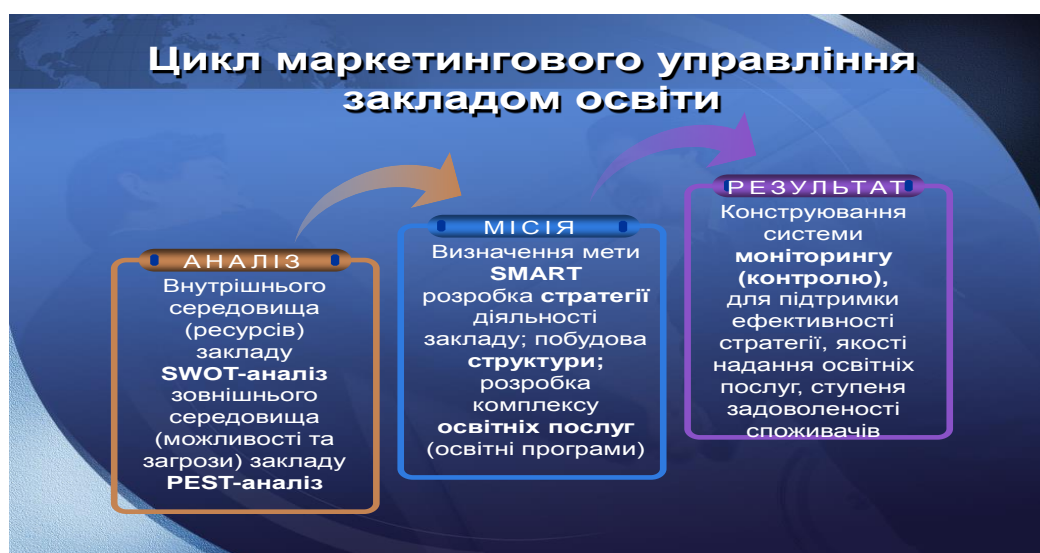 Цикл маркетингового управління
закладом освіти
АНАЛІЗ
Внутрішнього
середовища
(ресурсів)
закладу
SWOT-аналіз
зовнішнього
середовища
(можливості та
загрози) закладу
PEST-аналіз
МІСІЯ
Визначення мети
SMART
розробка стратегії
діяльності
закладу; побудова
структури;
розробка
комплексу
освітніх послуг
(освітні програми)
РЕЗУЛЬТАТ
Конструювання
системи
моніторингу
(контролю),
для підтримки
ефективності
стратегії, якості
надання освітніх
послуг, ступеня
задоволеності
споживачів